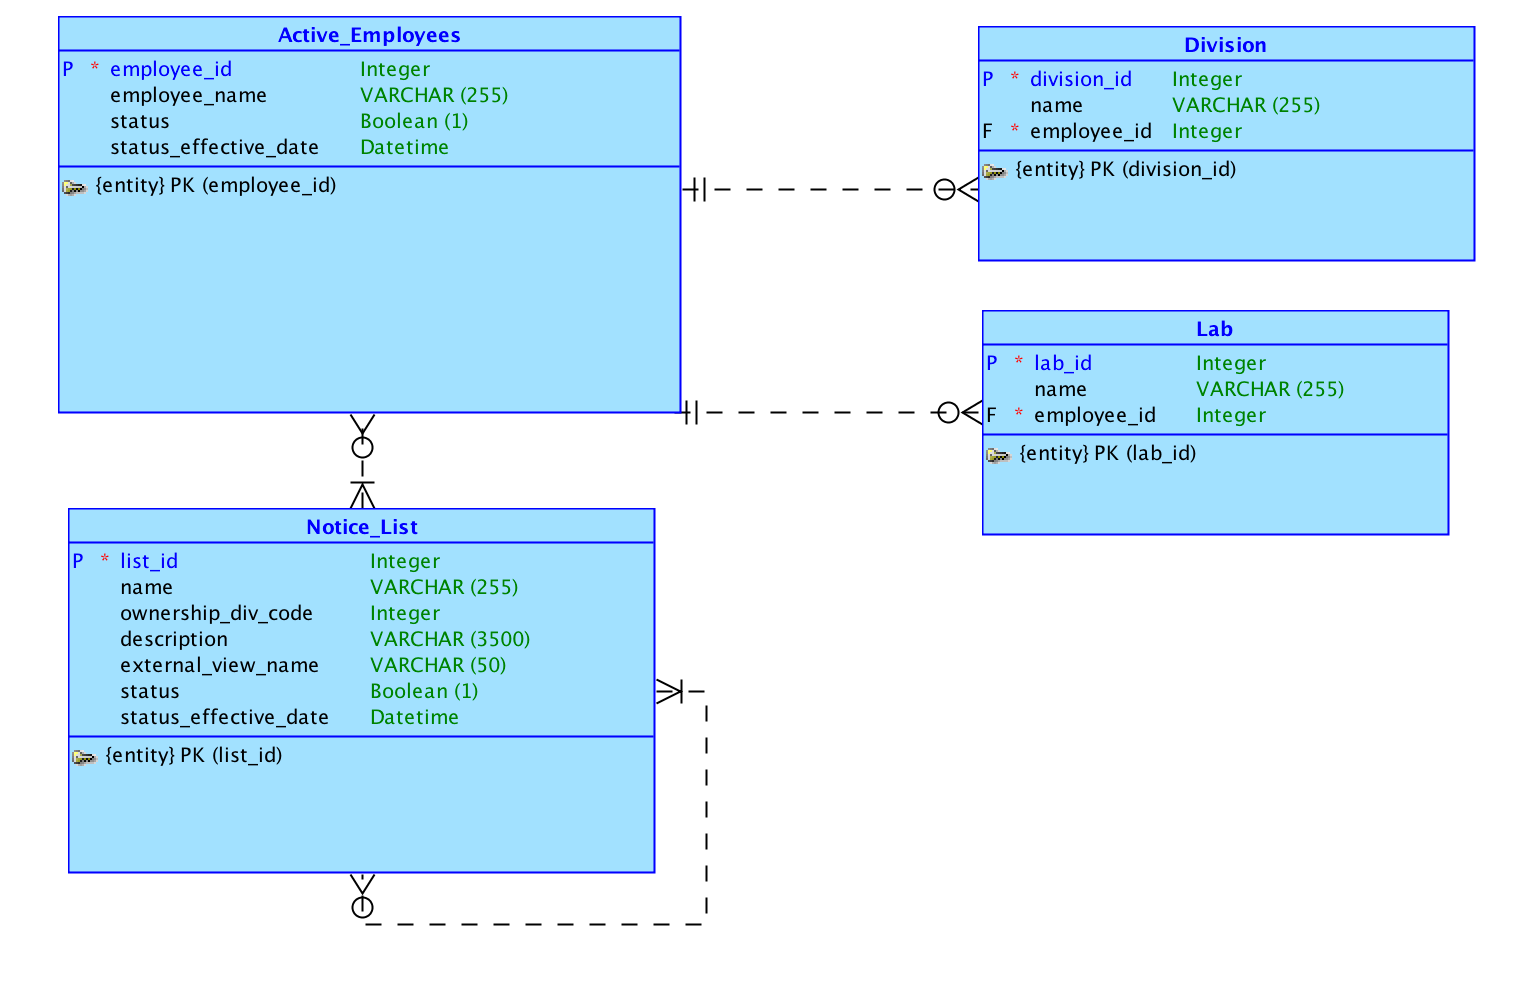 Active_Employees
P * employee_id Integer
employee_name VARCHAR (255)
status Boolean (1)
status_effective_date Datetime
{entity} PK (employee_id)
Division
P * division_id Integer
name VARCHAR (255)
F * employee_id Integer
{entity} PK (division_id)
Lab
P * lab_id Integer
name VARCHAR (255)
F * employee_id Integer
{entity} PK (lab_id)
Notice_List
P * list_id Integer
name VARCHAR (255)
ownership_div_code Integer
description VARCHAR (3500)
external_view_name VARCHAR (50)
status Boolean (1)
status_effective_date Datetime
{entity} PK (list_id)